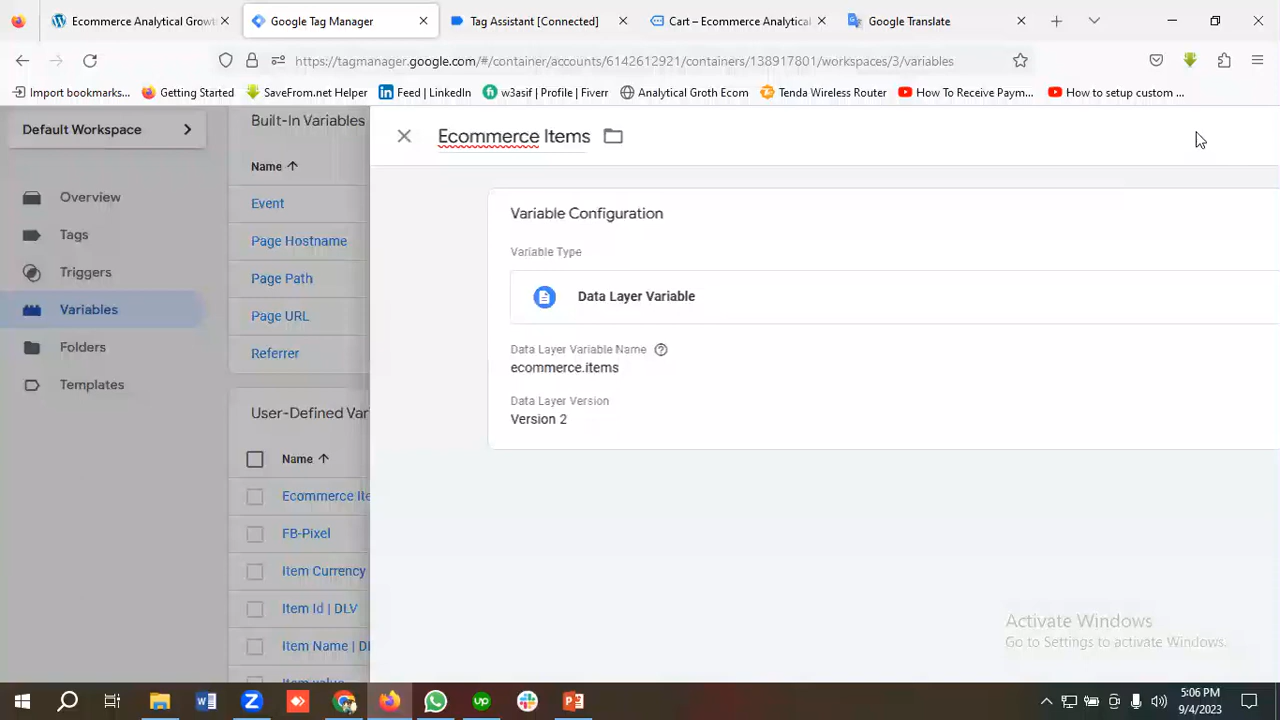 Ecommerce Analytical Growt
Google Tag Manager
Tag Assistant [Connected]
Cart – Ecommerce Analytical
Google Translate
https://tagmanager.google.com/#/container/accounts/6142612921/containers/138917801/workspaces/3/variables
Import bookmarks...
Getting Started
SaveFrom.net Helper
Feed | LinkedIn
w3asif | Profile | Fiverr
Analytical Groth Ecom
Tenda Wireless Router
How To Receive Paym...
How to setup custom ...
Default Workspace
Built-In Variables
Ecommerce Items
Name
Overview
Event
Variable Configuration
Tags
Page Hostname
Variable Type
Triggers
Page Path
Data Layer Variable
Variables
Page URL
Folders
Referrer
Data Layer Variable Name
ecommerce.items
Templates
Data Layer Version
User-Defined Var
Version 2
Name
Ecommerce Ite
FB-Pixel
Item Currency
Item Id | DLV
Item Name | D
Item value
Activate Windows
Go to Settings to activate Windows.
5:06 PM
9/4/2023